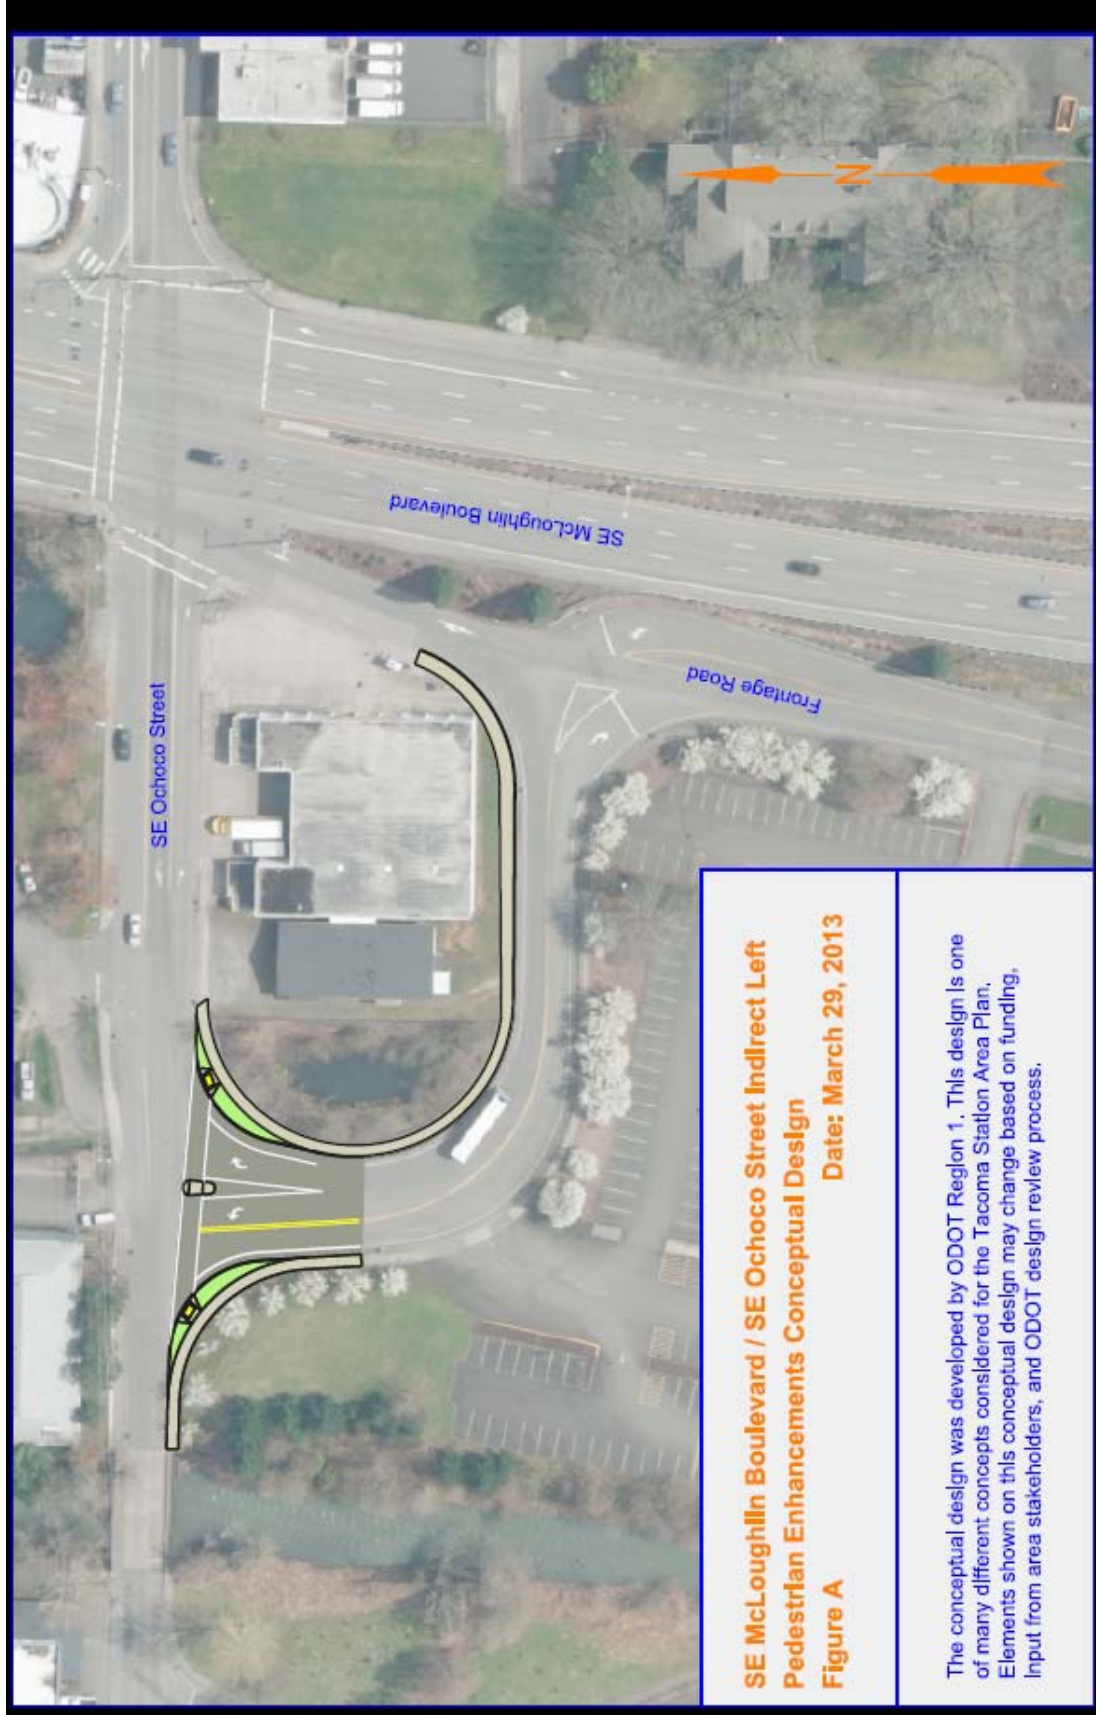 SE Ochoco Street
SE McLoughlin Boulevard
Frontage Road
N
SE McLoughlin Boulevard / SE Ochoco Street Indirect Left
Pedestrian Enhancements Conceptual Design
Figure A Date: March 29, 2013
The conceptual design was developed by ODOT Region 1. This design is one
of many different concepts considered for the Tacoma Station Area Plan.
Elements shown on this conceptual design may change based on funding,
input from area stakeholders, and ODOT design review process.